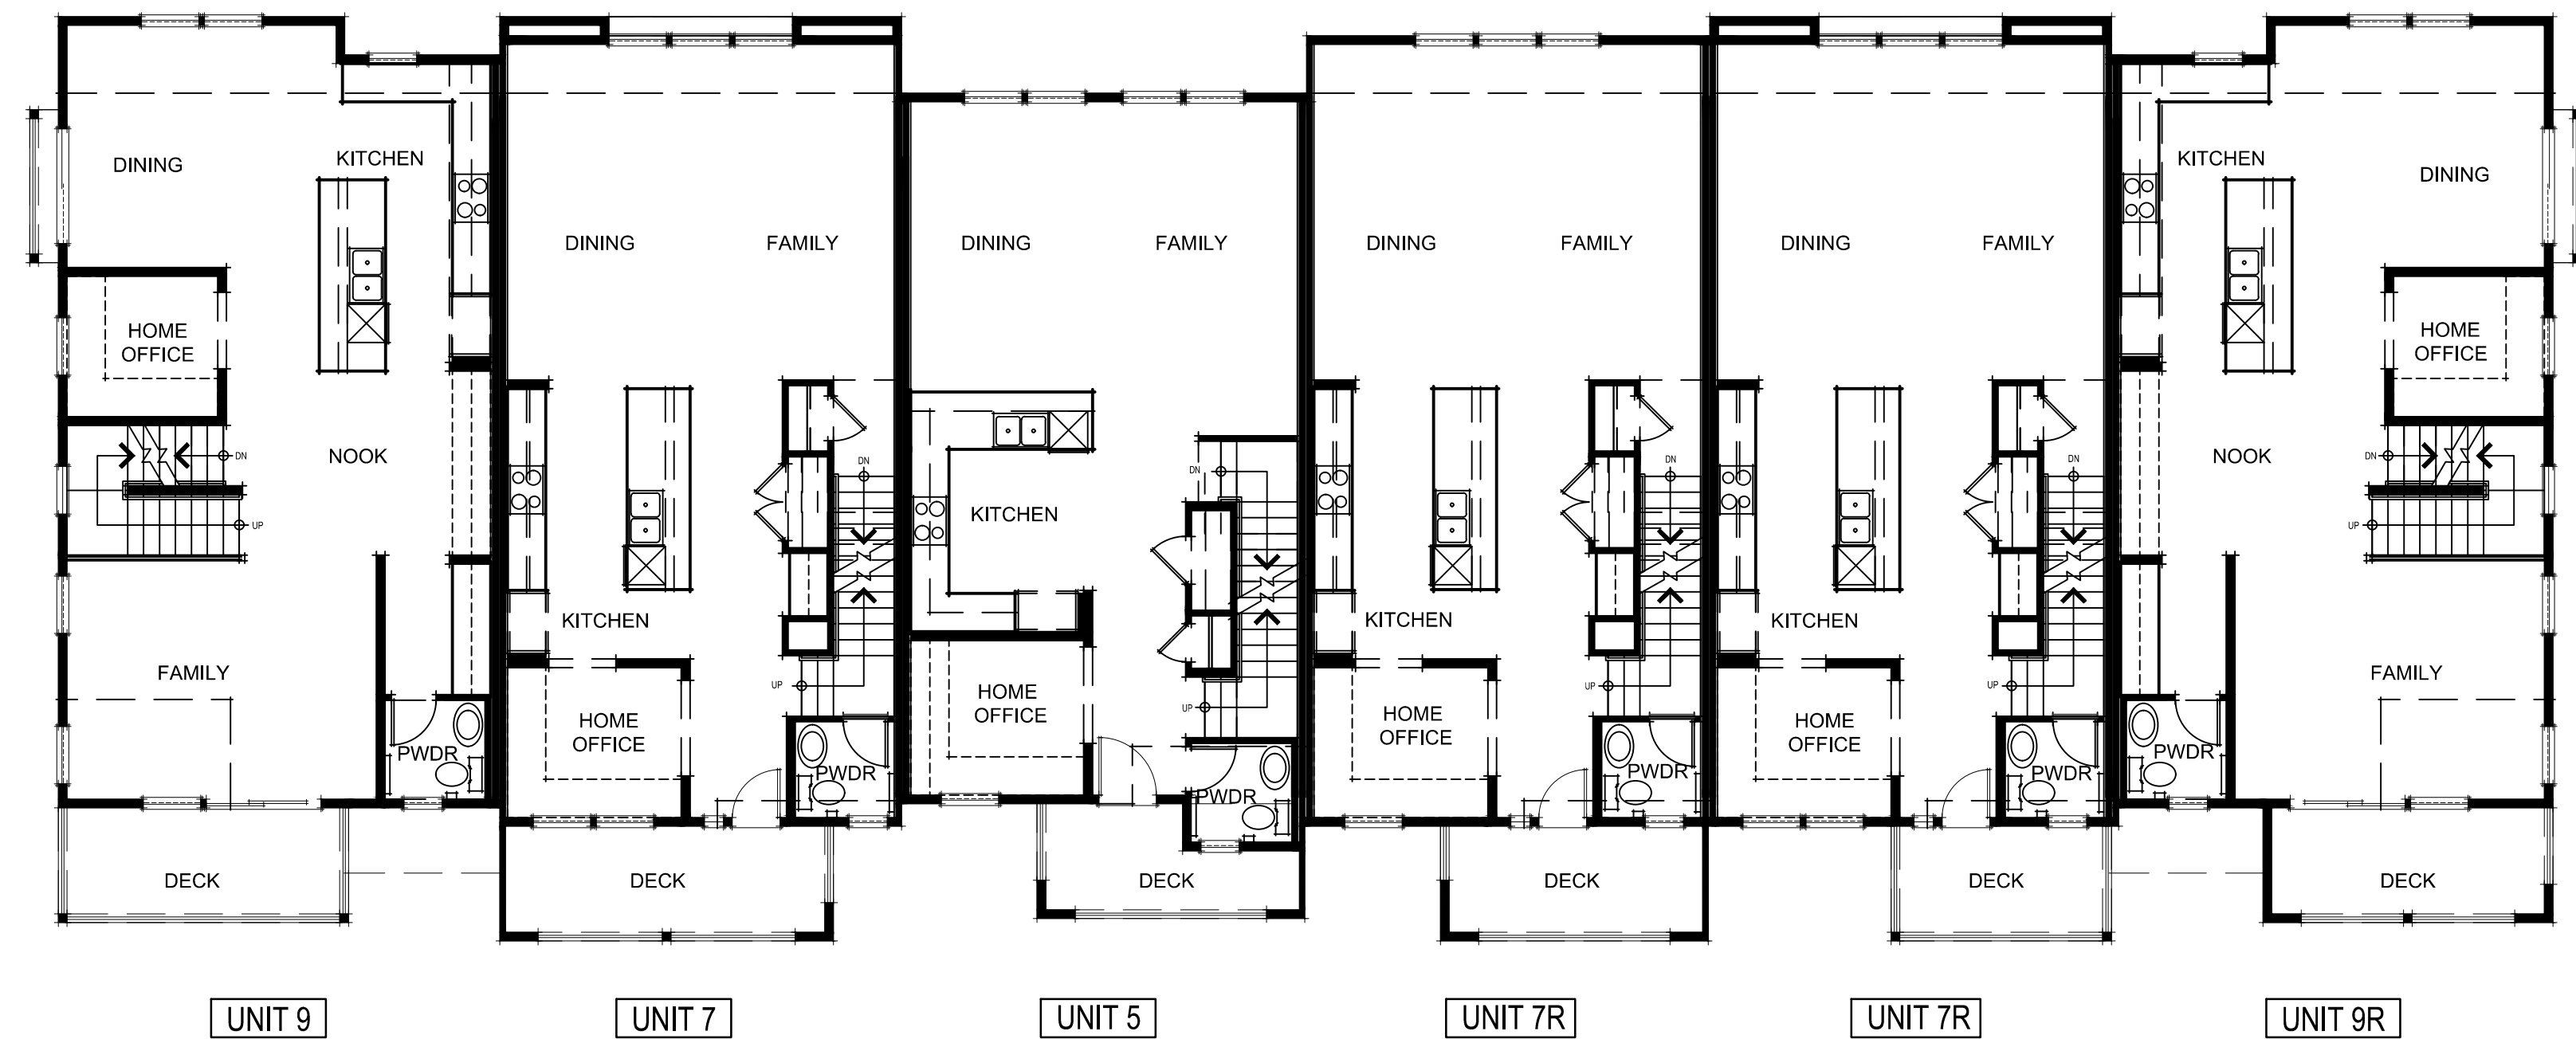 DINING
KITCHEN
HOME
OFFICE
DN
NOOK
UP
FAMILY
PWDR
DECK
UNIT 9
DINING
FAMILY
DN
KITCHEN
UP
HOME
OFFICE
PWDR
DECK
UNIT 7
DINING
FAMILY
DN
KITCHEN
HOME
OFFICE
UP
PWDR
DECK
UNIT 5
DINING
FAMILY
DN
KITCHEN
UP
HOME
OFFICE
PWDR
DECK
UNIT 7R
DINING
FAMILY
DN
KITCHEN
UP
HOME
OFFICE
PWDR
DECK
UNIT 7R
KITCHEN
DINING
HOME
OFFICE
NOOK
DN
UP
FAMILY
PWDR
DECK
UNIT 9R